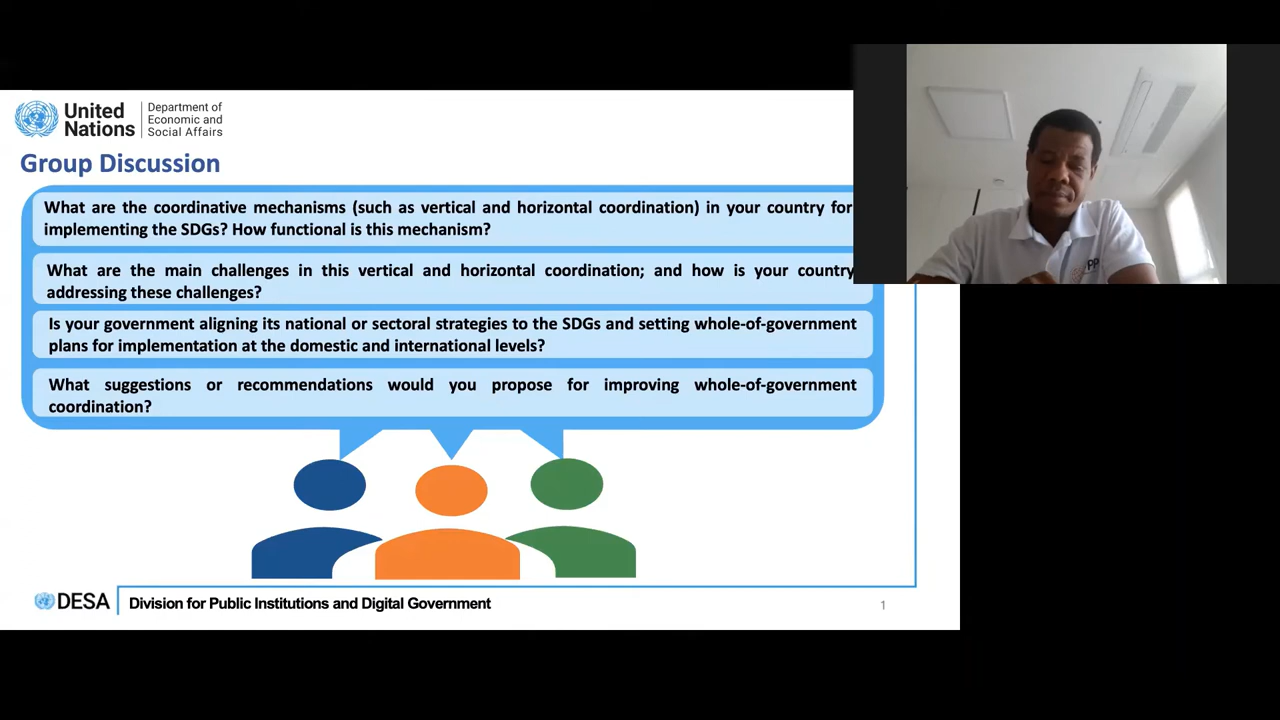 United
Nations
Department of
Economic and
Social Affairs
Group Discussion
What are the coordinative mechanisms (such as vertical and horizontal coordination) in your country for
implementing the SDGs? How functional is this mechanism?
What are the main challenges in this vertical and horizontal coordination; and how is your country
addressing these challenges?
Is your government aligning its national or sectoral strategies to the SDGs and setting whole-of-government
plans for implementation at the domestic and international levels?
What suggestions or recommendations would you propose for improving whole-of-government
coordination?
DESA
Division for Public Institutions and Digital Government
1